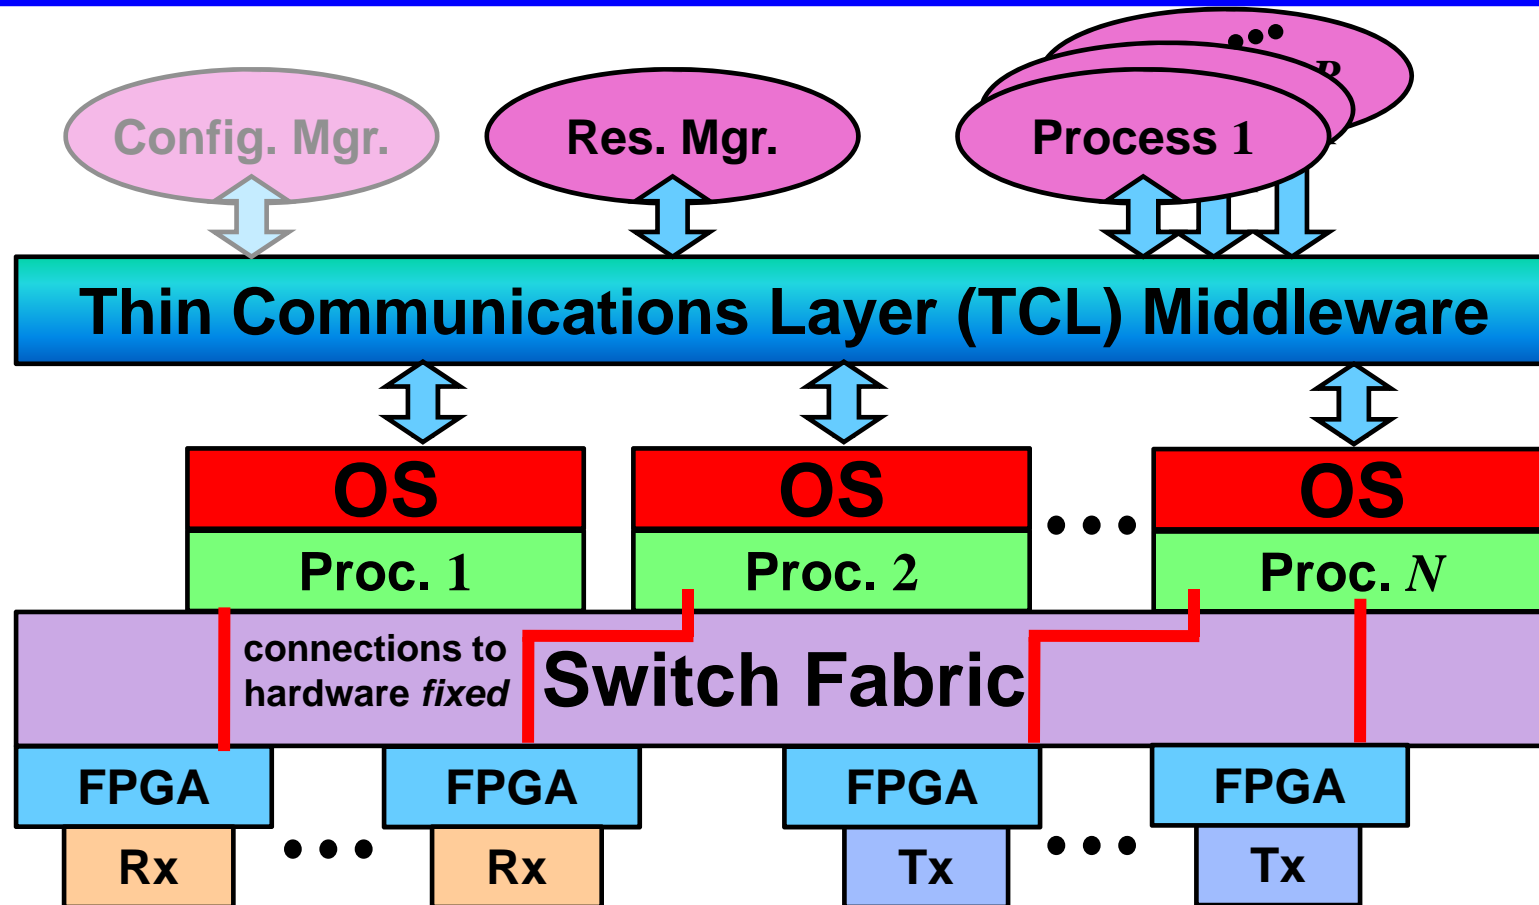 Config. Mgr.
Res. Mgr.
Process 1
Thin Communications Layer (TCL) Middleware
OS
OS
OS
Proc. 1
Proc. 2
Proc. N
connections to
hardware fixed
Switch Fabric
FPGA
FPGA
FPGA
FPGA
Rx
Rx
Tx
Tx